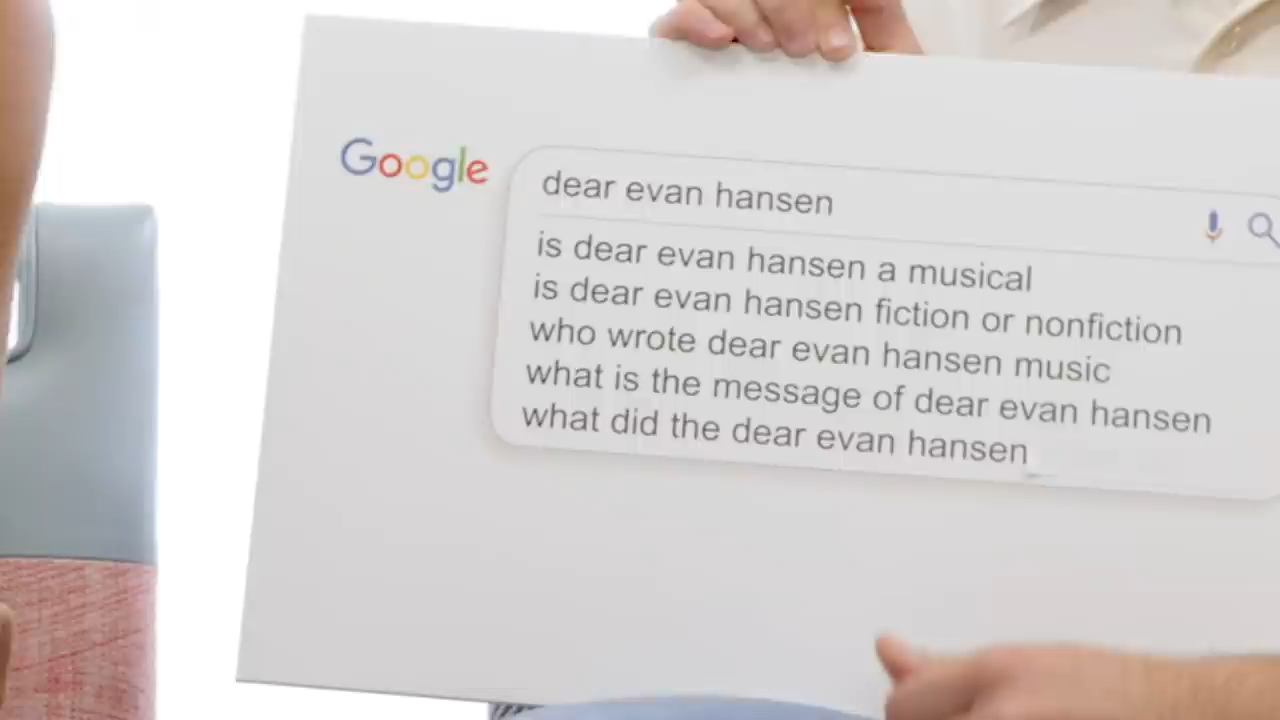 Google
dear evan hansen
is dear evan hansen a musical
is dear evan hansen fiction or nonfiction
who wrote dear evan hansen music
what is the message of dear evan hansen
what did the dear evan hansen